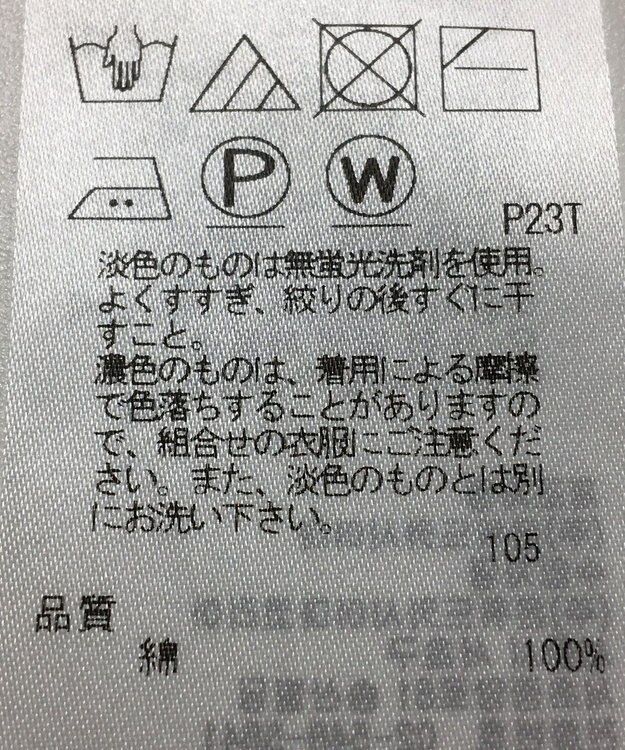 P
W
P23T
淡色のものは無蛍光洗剤を使用。
よくすすぎ、絞りの後すぐに干
すこと。
濃色のものは、着用による摩擦
で色落ちすることがありますの
で、組合せの衣服にご注意くだ
さい。また、淡色のものとは別
にお洗い下さい。
105
品質
綿 100%